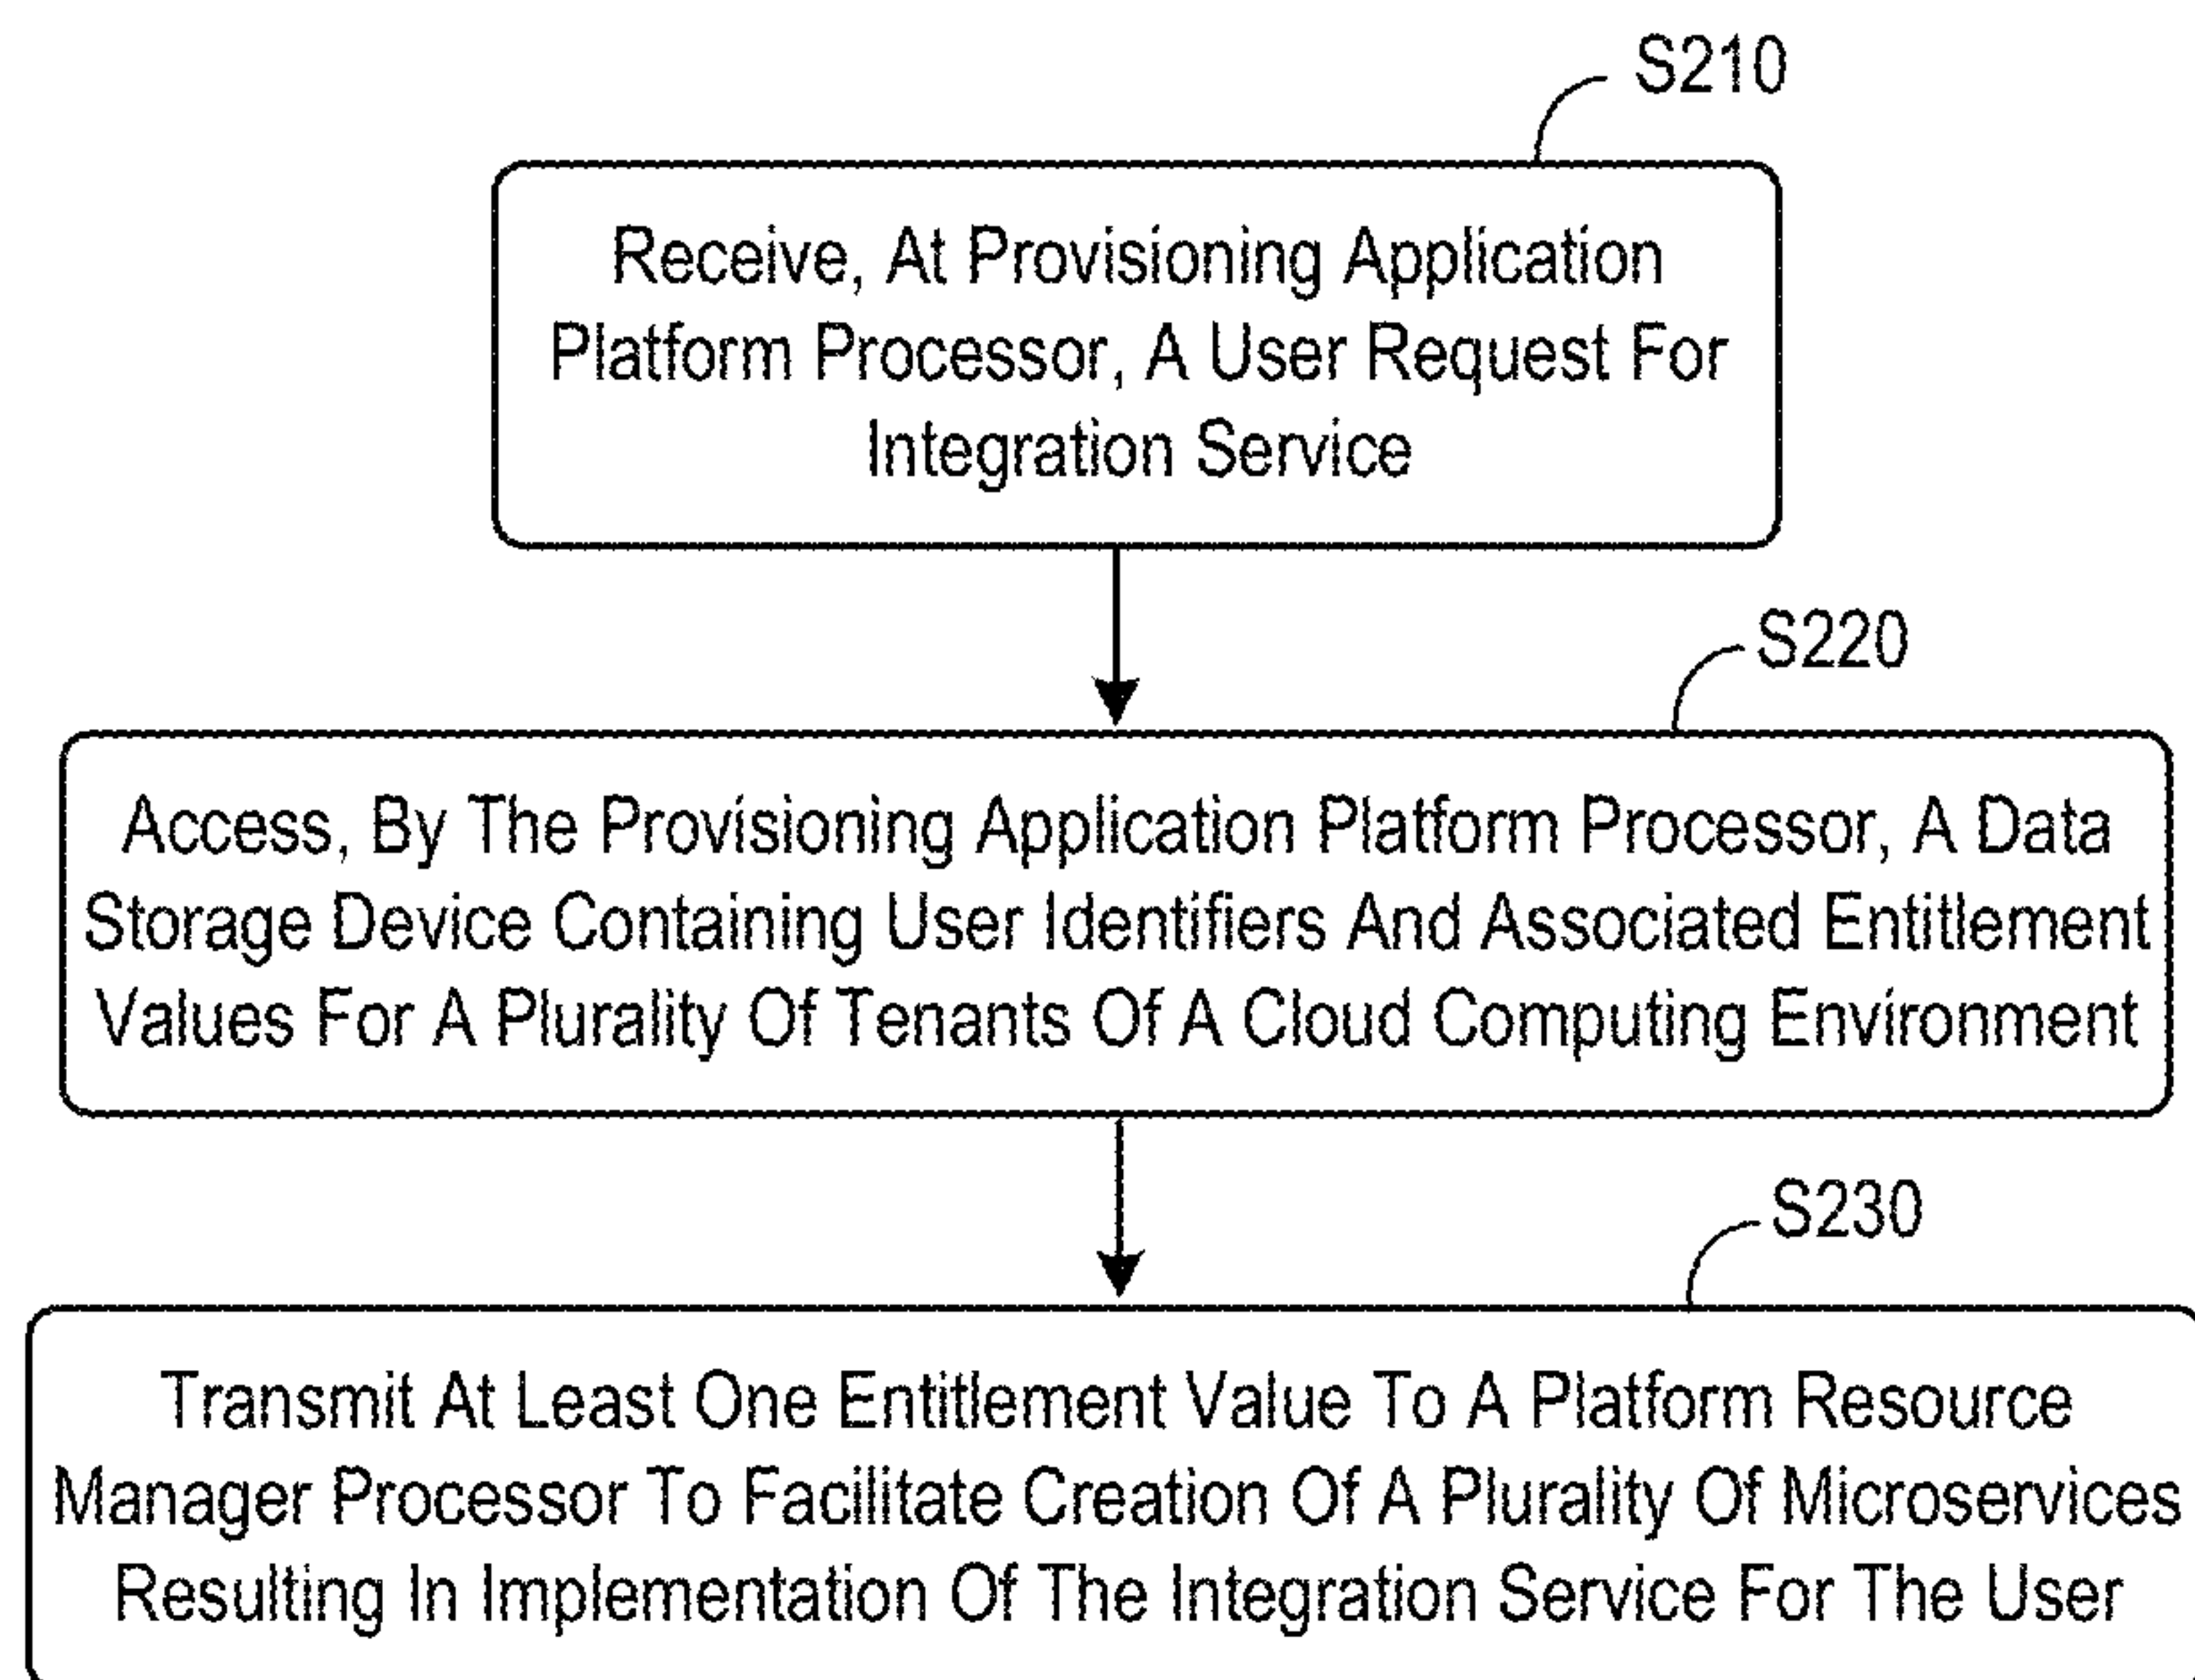 S210
Receive, At Provisioning Application
Platform Processor, A User Request For
Integration Service
S220
Access, By The Provisioning Application Platform Processor, A Data
Storage Device Containing User Identifiers And Associated Entitlement
Values For A Plurality Of Tenants Of A Cloud Computing Environment
S230
Transmit At Least One Entitlement Value To A Platform Resource
Manager Processor To Facilitate Creation Of A Plurality Of Microservices
Resulting In Implementation Of The Integration Service For The User